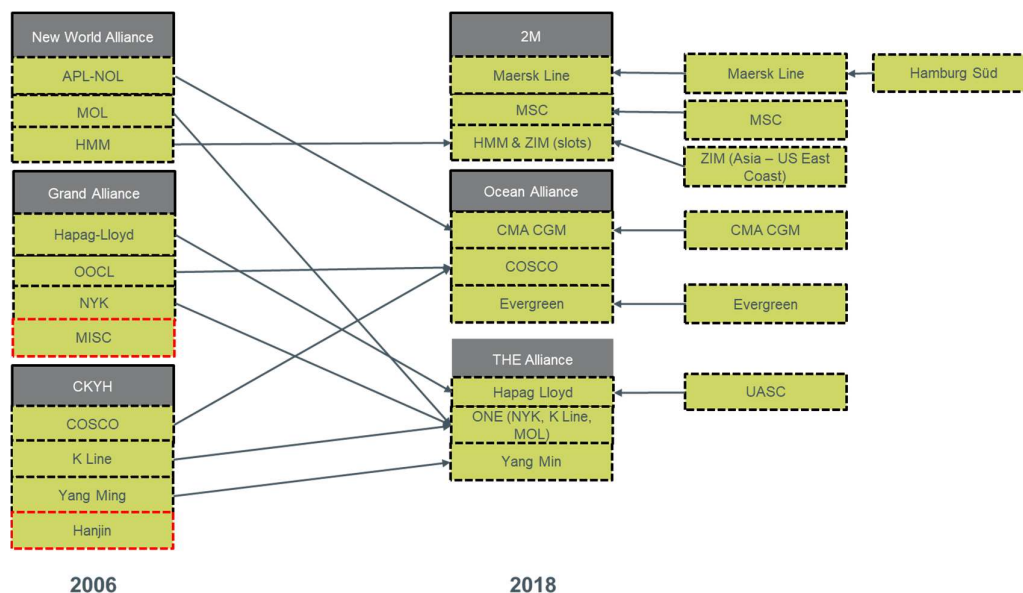 New World Alliance
APL-NOL
MOL
HMM
Grand Alliance
Hapag-Lloyd
OOCL
NYK
MISC
CKYH
COSCO
K Line
Yang Ming
Hanjin
2006
2M
Maersk Line
MSC
HMM & ZIM (slots)
Ocean Alliance
CMA CGM
COSCO
Evergreen
THE Alliance
Hapag Lloyd
ONE (NYK, K Line,
MOL)
Yang Min
2018
Maersk Line
MSC
ZIM (Asia – US East
Coast)
CMA CGM
Evergreen
UASC
Hamburg Süd